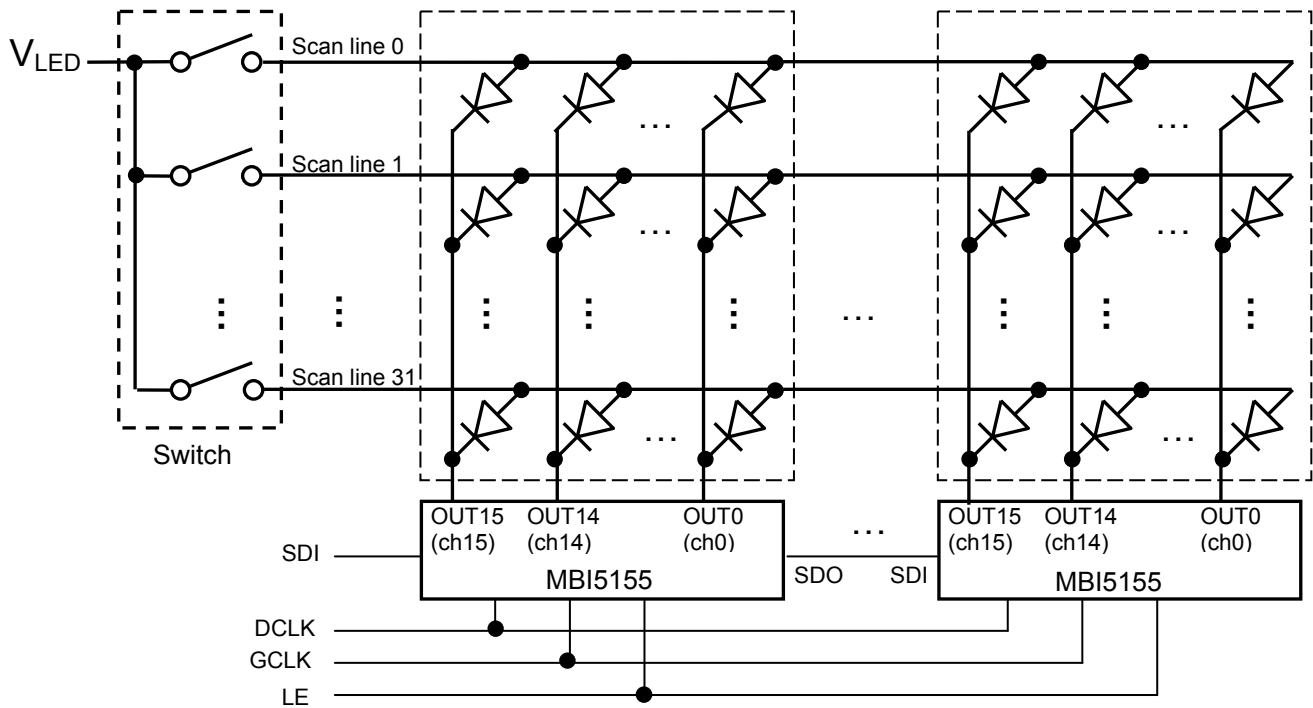 VLED
Scan line 0
...
...
Scan line 1
...
...
...
Scan line 31
...
...
Switch
OUT15 OUT14 OUT0
(ch15) (ch14) (ch0)
MBI5155
...
OUT15 OUT14 OUT0
(ch15) (ch14) (ch0)
MBI5155
SDI
SDO SDI
DCLK
GCLK
LE